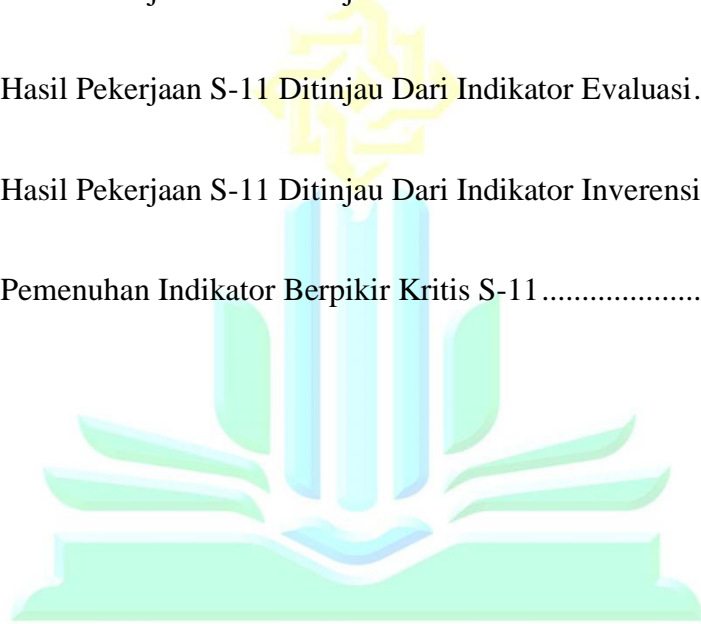 Hasil Pekerjaan S-11 Ditinjau Dari Indikator Evaluasi.
Hasil Pekerjaan S-11 Ditinjau Dari Indikator Inverensi
Pemenuhan Indikator Berpikir Kritis S-11....................